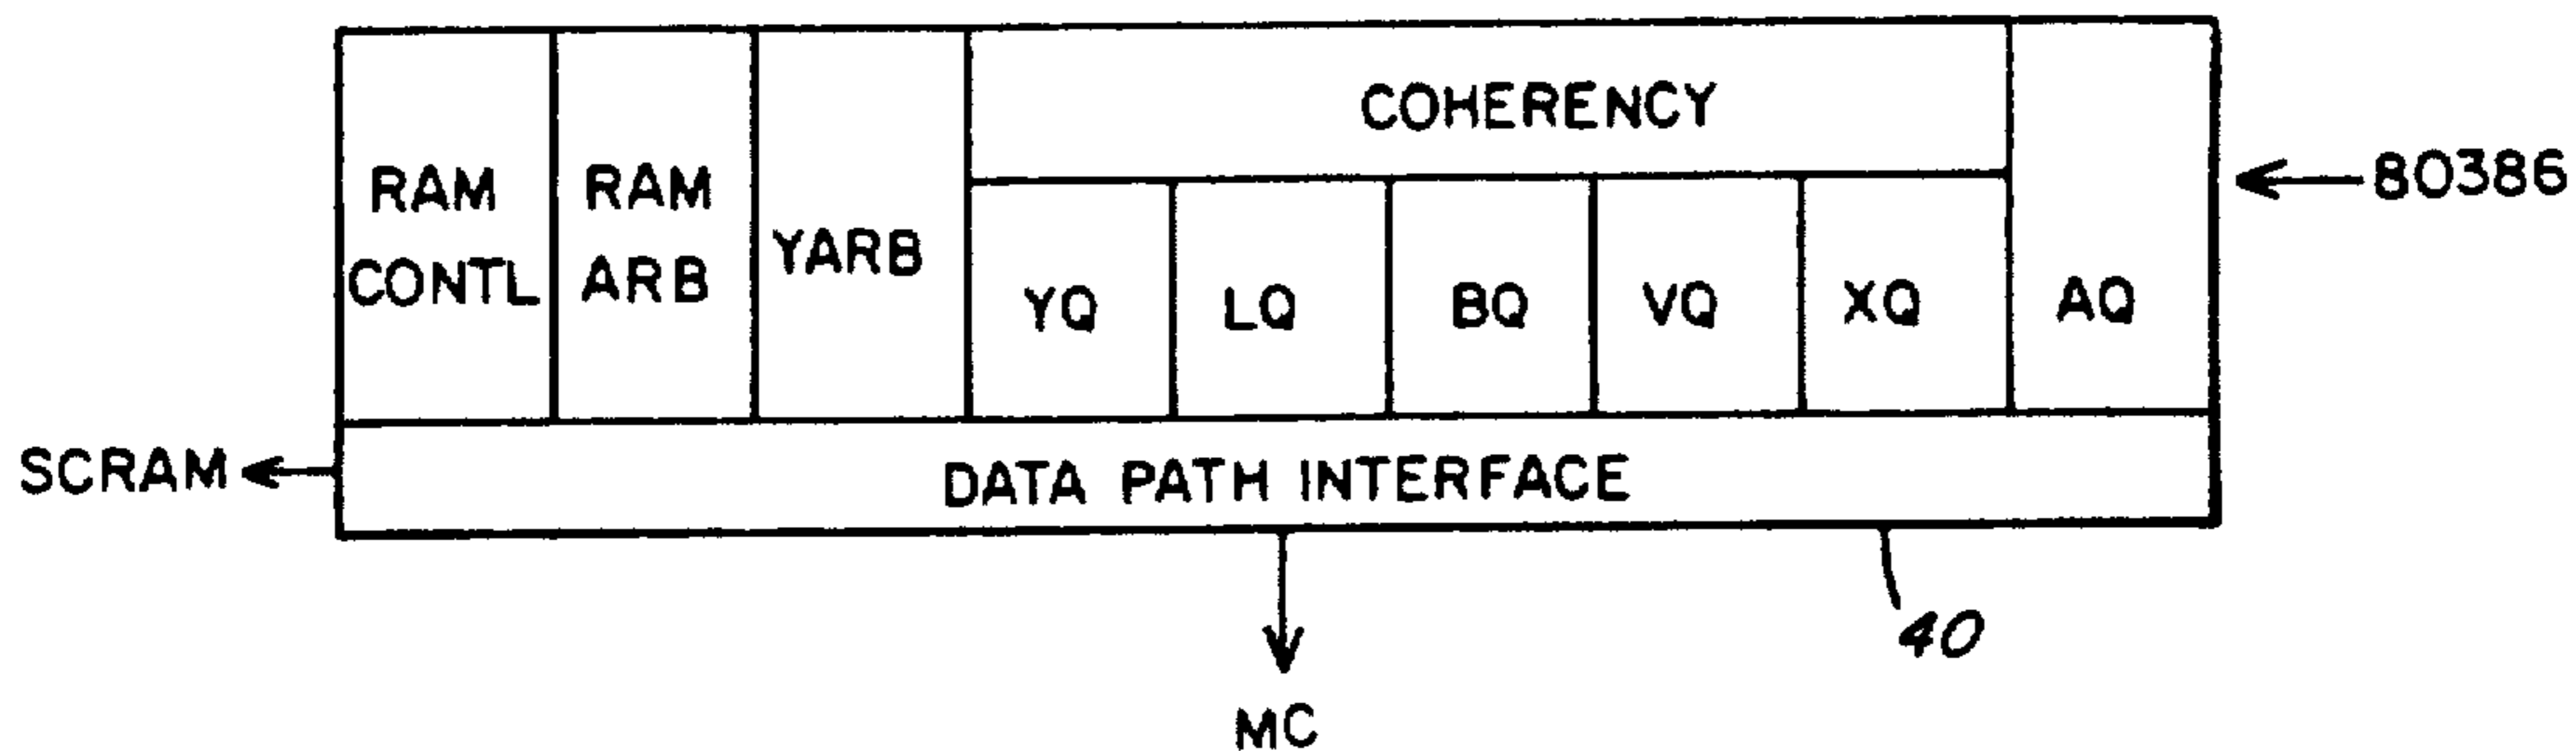 COHERENCY
RAM
CONTL
RAM
ARB
YARB
YQ
LQ
BQ
VQ
XQ
AQ
80386
SCRAM
DATA PATH INTERFACE
40
MC